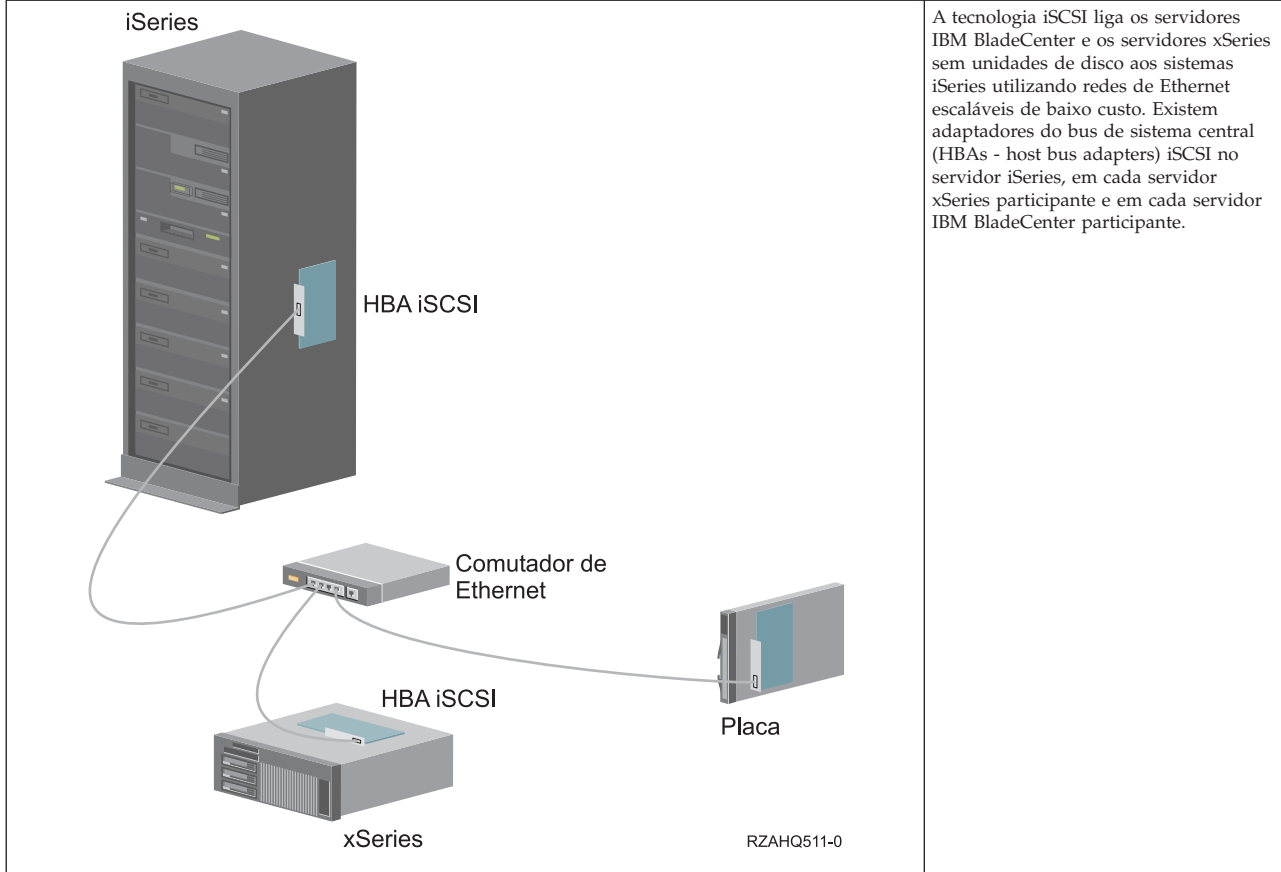 iSeries
HBA iSCSI
Comutador de
Ethernet
HBA iSCSI
Placa
xSeries
RZAHQ511-0
A tecnologia iSCSI liga os servidores
IBM BladeCenter e os servidores xSeries
sem unidades de disco aos sistemas
iSeries utilizando redes de Ethernet
escaláveis de baixo custo. Existem
adaptadores do bus de sistema central
(HBAs - host bus adapters) iSCSI no
servidor iSeries, em cada servidor
xSeries participante e em cada servidor
IBM BladeCenter participante.